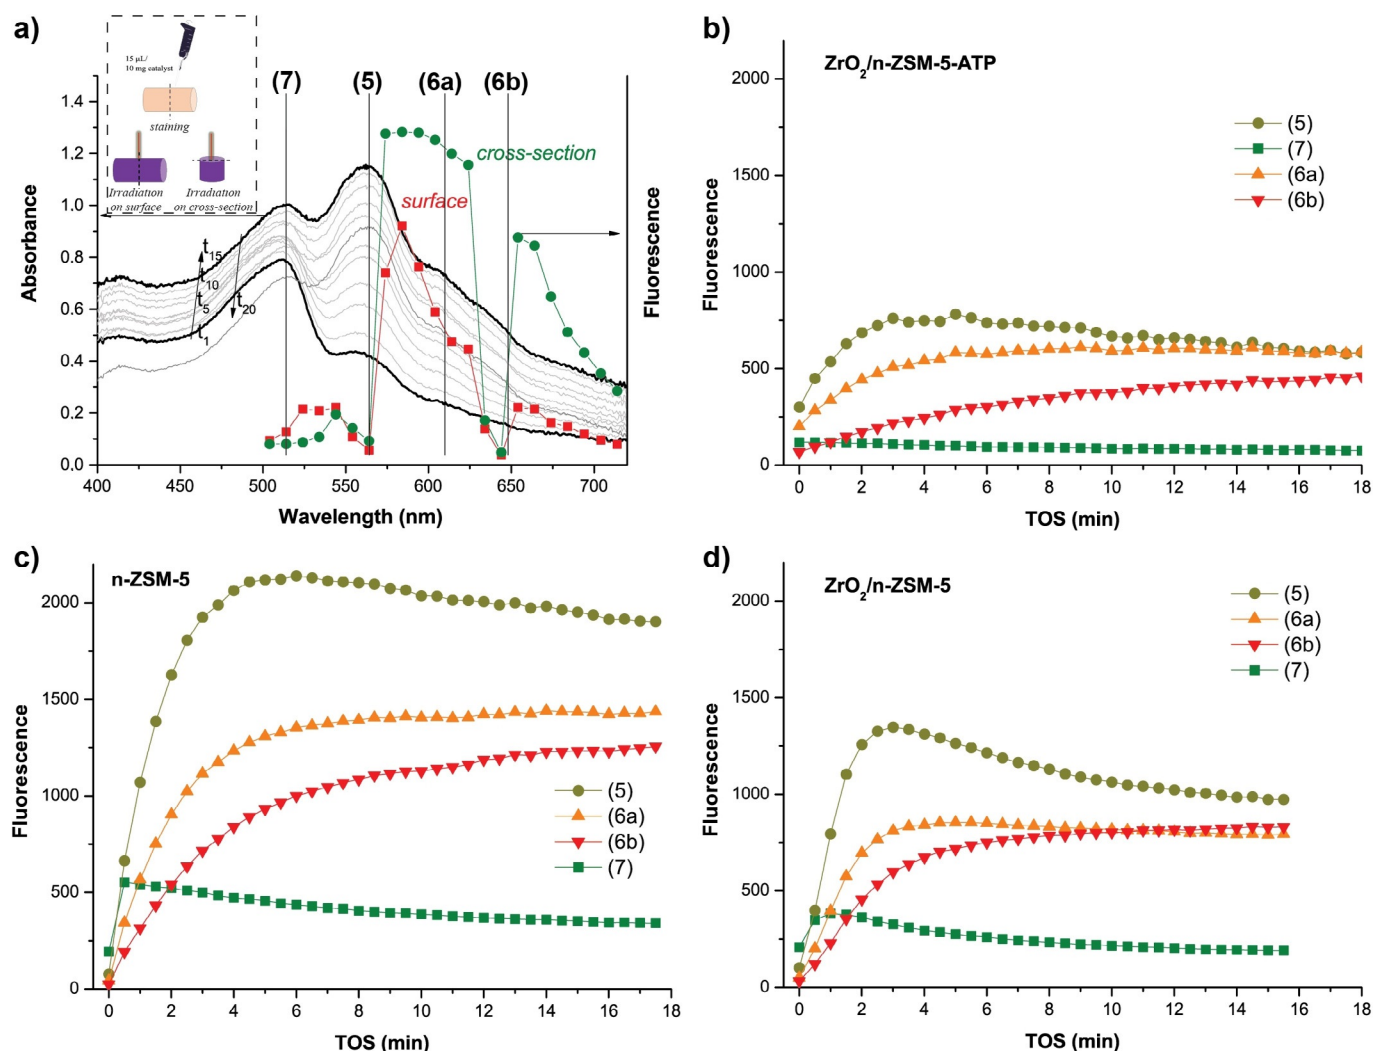 a)
15 μL/
10 mg catalyst
staining
Irradiation
on surface
Irradiation
on cross-section
(7)
(5)
(6a)
(6b)
cross-section
surface
t15
t10
t5
t20
t1
1.4
1.2
1.0
0.8
0.6
0.4
0.2
0.0
Absorbance
Fluorescence
400
450
500
550
600
650
700
Wavelength (nm)
b)
ZrO2/n-ZSM-5-ATP
(5)
(7)
(6a)
(6b)
2000
1500
1000
500
0
Fluorescence
0 2 4 6 8 10 12 14 16 18
TOS (min)
c)
n-ZSM-5
(5)
(6a)
(6b)
(7)
2000
1500
1000
500
0
Fluorescence
0 2 4 6 8 10 12 14 16 18
TOS (min)
d)
ZrO2/n-ZSM-5
(5)
(6a)
(6b)
(7)
2000
1500
1000
500
0
Fluorescence
0 2 4 6 8 10 12 14 16 18
TOS (min)